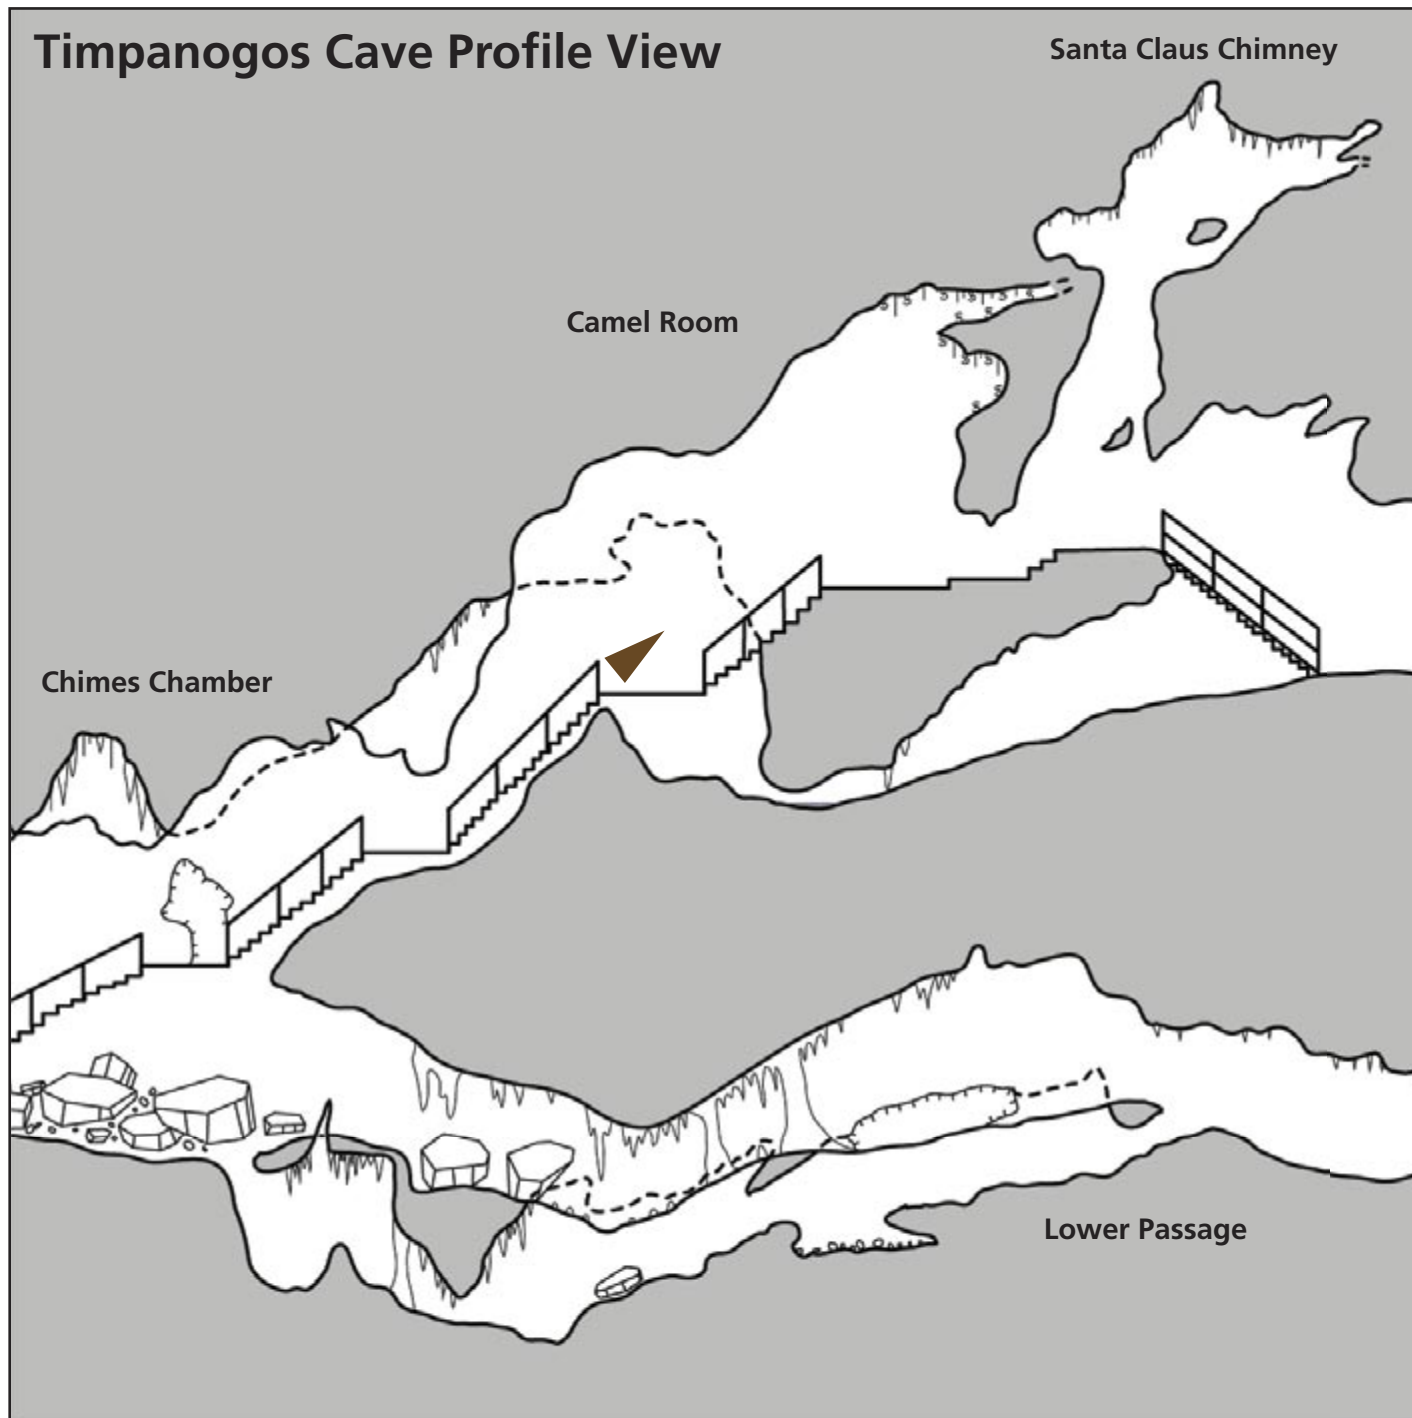 Timpanogos Cave Profile View
Santa Claus Chimney
Camel Room
Chimes Chamber
Lower Passage